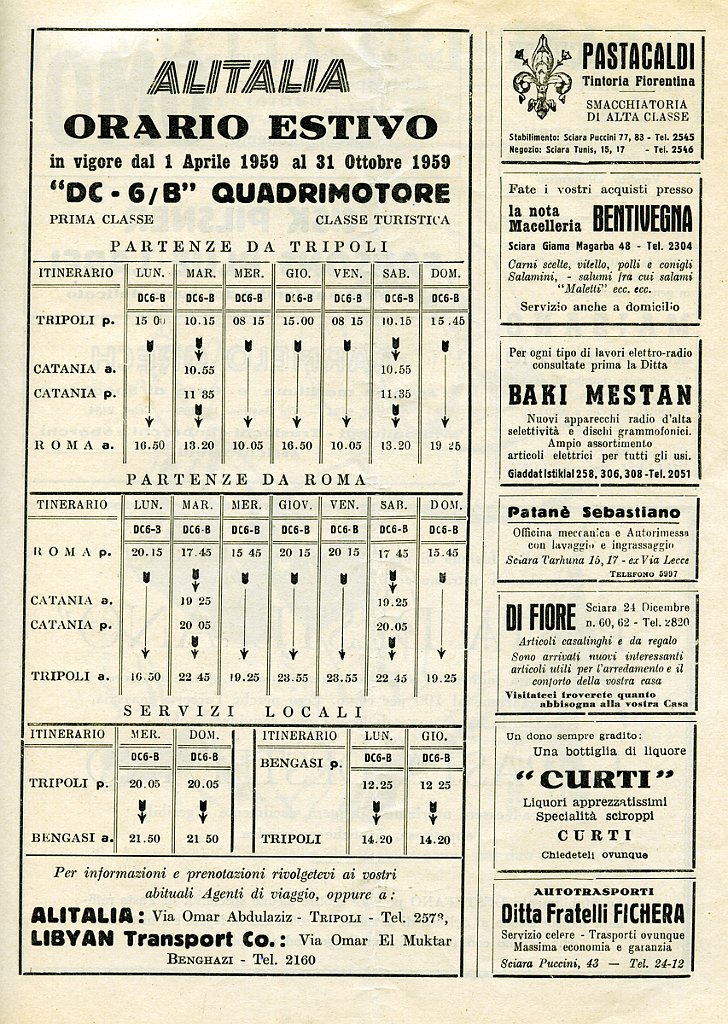 ALITALIA
ORARIO ESTIVO
in vigore dal 1 Aprile 1959 al 31 Ottobre 1959
"DC - 6/B" QUADRIMOTORE
PRIMA CLASSE CLASSE TURISTICA
PARTENZE DA TRIPOLI
ITINERARIO LUN. MAR. MER. GIO. VEN. SAB. DOM.
DC6-B DC6-B DC6-B DC6-B DC6-B DC6-B DC6-B
TRIPOLI p. 15 00 10.15 08 15 15.00 08 15 10.15 15.45
CATANIA a. 10.55 10.55
CATANIA p. 11 35 11.35
ROMA a. 16.50 13.20 10.05 16.50 10.05 13.20 19 25
PARTENZE DA ROMA
ITINERARIO LUN. MAR. MER. GIOV. VEN. SAB. DOM.
DC6-3 DC6-B DC6-B DC6-B DC6-B DC6-B DC6-B
ROMA p. 20.15 17.45 15 45 20 15 20 15 17 45 15.45
CATANIA a. 19 25 19.25
CATANIA p. 20 05 20.05
TRIPOLI a. 16 50 22 45 19.25 23.55 23.55 22 45 19.25
SERVIZI LOCALI
ITINERARIO MER. DOM. ITINERARIO LUN. GIO.
DC6-B DC6-B BENGASI p. DC6-B DC6-B
TRIPOLI p. 20.05 20.05 12.25 12 25
BENGASI a. 21.50 21 50 TRIPOLI 14.20 14.20
Per informazioni e prenotazioni rivolgetevi ai vostri
abituali Agenti di viaggio, oppure a :
ALITALIA: Via Omar Abdulaziz - TRIPOLI - Tel.
LIBYAN Transport Co.: Via Omar El Muktar
BENGHAZI - Tel. 2160
PASTACALDI
Tintoria Fiorentina
SMACCHIATORIA
DI ALTA CLASSE
Stabilimento: Sciara Puccini 77, 83 - Tel. 2545
Negozio: Sciara Tunis, 15, 17 - Tel. 2546
Fate i vostri acquisti presso
la nota
Macelleria BENTIVEGNA
Sciara Giama Magarba 48 - Tel. 2304
Carni scelte, vitello, polli e conigli
Salamini, - salumi fra cui salami
"Maletti" ecc. ecc.
Servizio anche a domicilio
Per ogni tipo di lavori elettro-radio
consultate prima la Ditta
BAKI MESTAN
Nuovi apparecchi radio d'alta
selettività e dischi grammofonici.
Ampio assortimento
articoli elettrici per tutti gli usi.
Giaddat Istiklal 258, 306, 308 - Tel. 2051
Patanè Sebastiano
Officina meccanica e Autorimessa
con lavaggio e ingrassaggio
Sciara Tarhuna 15, 17 - ex Via Lecce
TELEFONO 5997
DI FIORE Sciara 24 Dicembre
n. 60, 62 - Tel. 2820
Articoli casalinghi e da regalo
Sono arrivati nuovi interessanti
articoli utili per l'arredamento e il
conforto della vostra casa
Visitateci troverete quanto
abbisogna alla vostra Casa
Un dono sempre gradito:
Una bottiglia di liquore
"CURTI"
Liquori apprezzatissimi
Specialità sciroppi
CURTI
Chiedeteli ovunque
AUTOTRASPORTI
Ditta Fratelli FICHERA
Servizio celere - Trasporti ovunque
Massima economia e garanzia
Sciara Puccini, 43 — Tel. 24-12